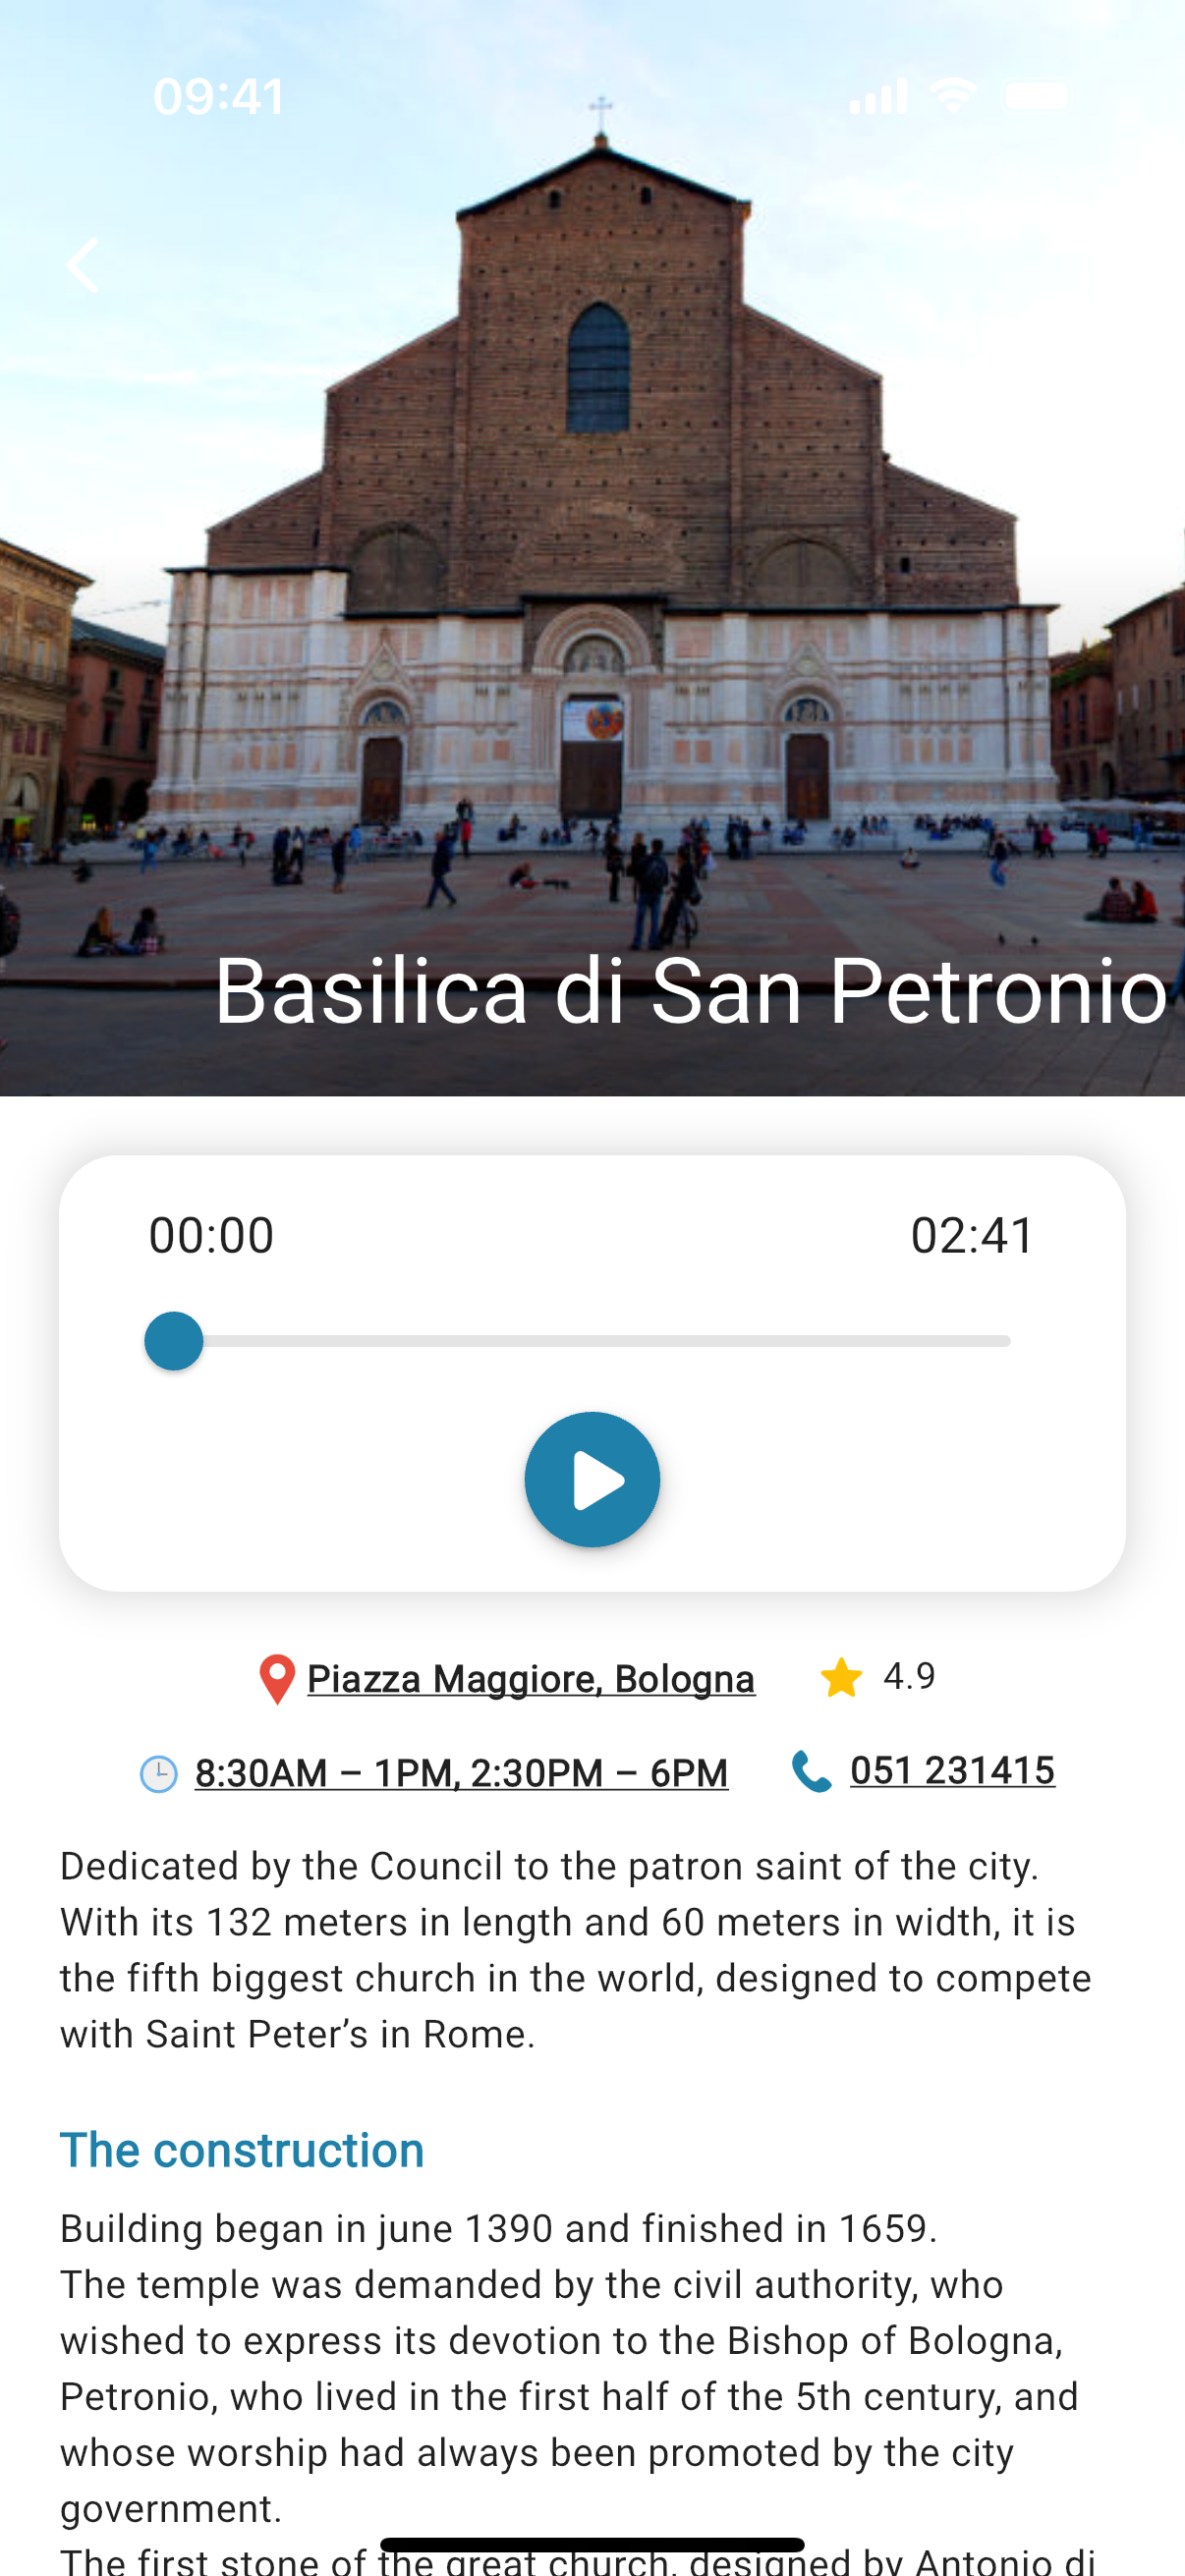 09:41
Basilica di San Petronio
00:00 02:41
Piazza Maggiore, Bologna 4.9
8:30AM – 1PM, 2:30PM – 6PM 051 231415
Dedicated by the Council to the patron saint of the city.
With its 132 meters in length and 60 meters in width, it is
the fifth biggest church in the world, designed to compete
with Saint Peter’s in Rome.
The construction
Building began in june 1390 and finished in 1659.
The temple was demanded by the civil authority, who
wished to express its devotion to the Bishop of Bologna,
Petronio, who lived in the first half of the 5th century, and
whose worship had always been promoted by the city
government.
The first stone of the great church, designed by Antonio di